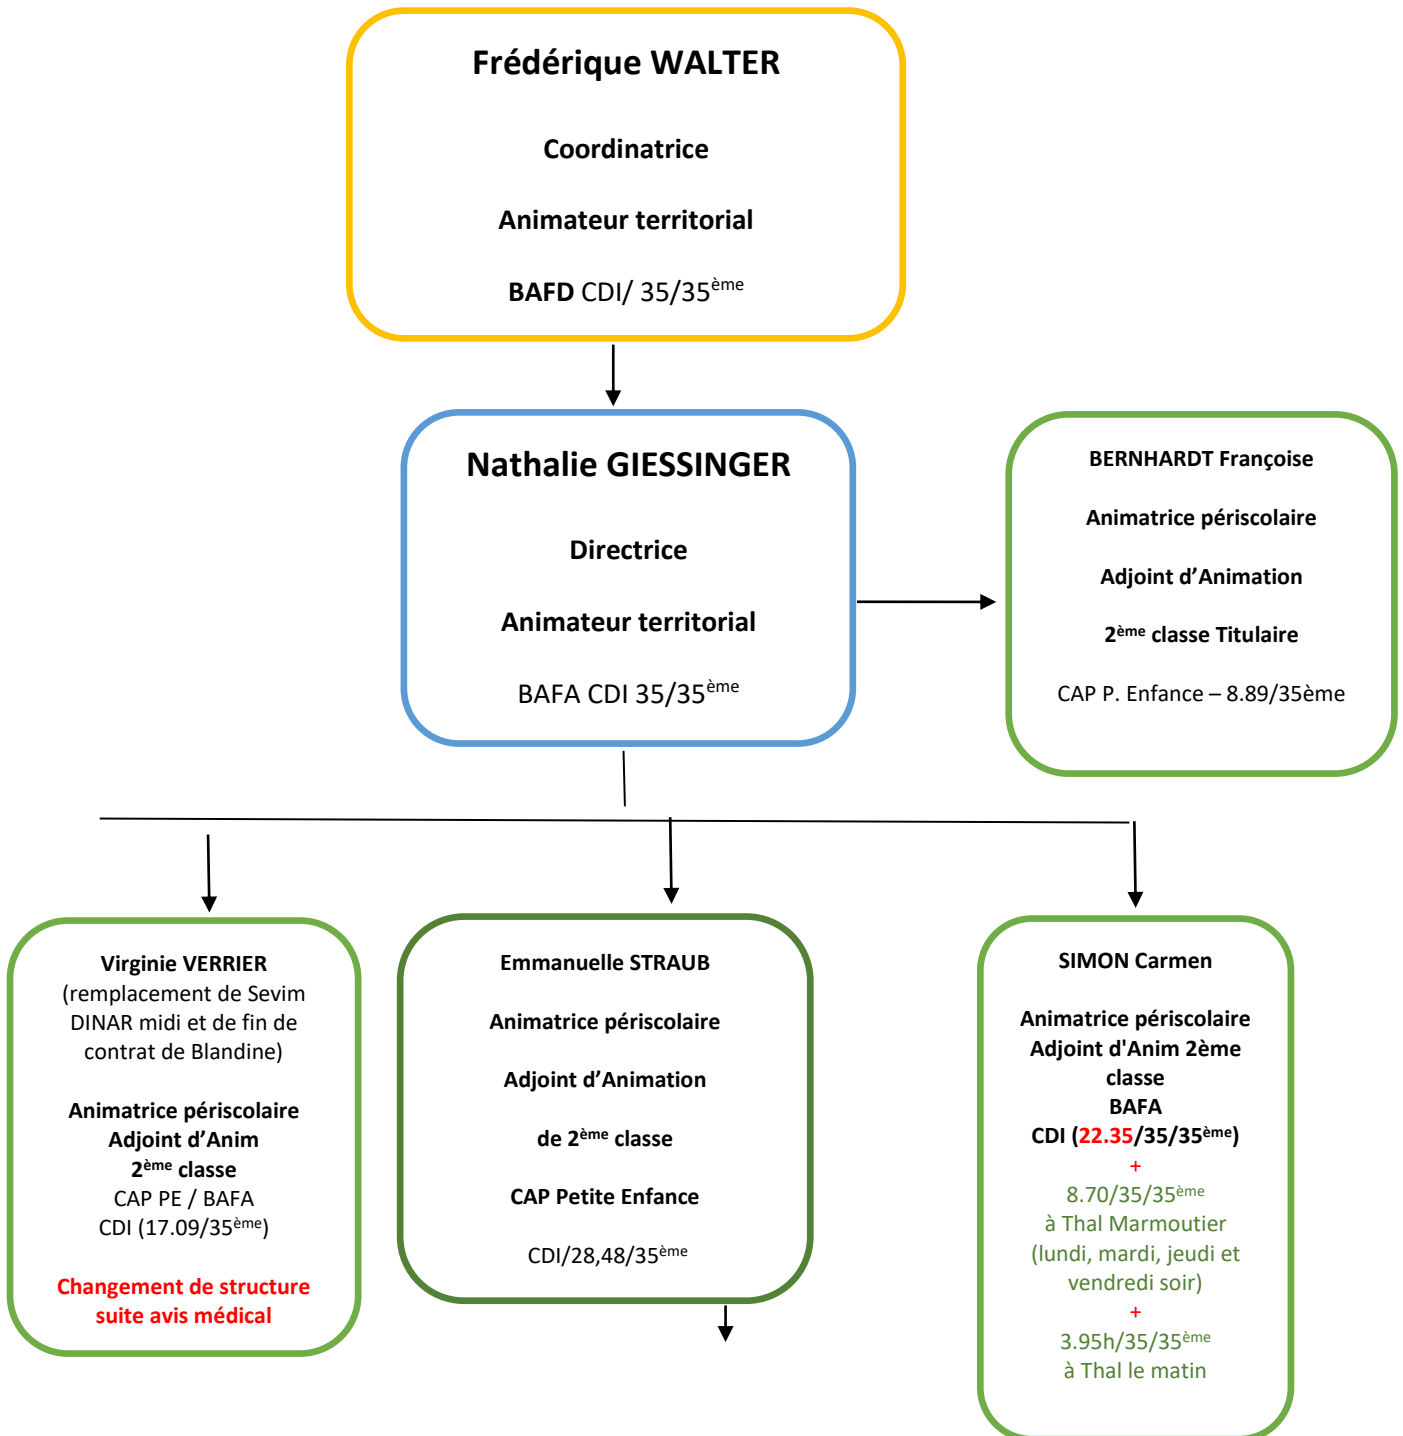 Frédérique WALTER
Coordinatrice
Animateur territorial
BAFD CDI/ 35/35ème
Nathalie GIESSINGER
Directrice
Animateur territorial
BAFA CDI 35/35ème
BERNHARDT Françoise
Animatrice périscolaire
Adjoint d’Animation
2ème classe Titulaire
CAP P. Enfance – 8.89/35ème
Virginie VERRIER
(remplacement de Sevim
DINAR midi et de fin de
contrat de Blandine)
Animatrice périscolaire
Adjoint d’Anim
2ème classe
CAP PE / BAFA
CDI (17.09/35ème)
Changement de structure
suite avis médical
Emmanuelle STRAUB
Animatrice périscolaire
Adjoint d’Animation
de 2ème classe
CAP Petite Enfance
CDI/28,48/35ème
SIMON Carmen
Animatrice périscolaire
Adjoint d'Anim 2ème
classe
BAFA
CDI (22.35/35/35ème)
+
8.70/35/35ème
à Thal Marmoutier
(lundi, mardi, jeudi et
vendredi soir)
+
3.95h/35/35ème
à Thal le matin